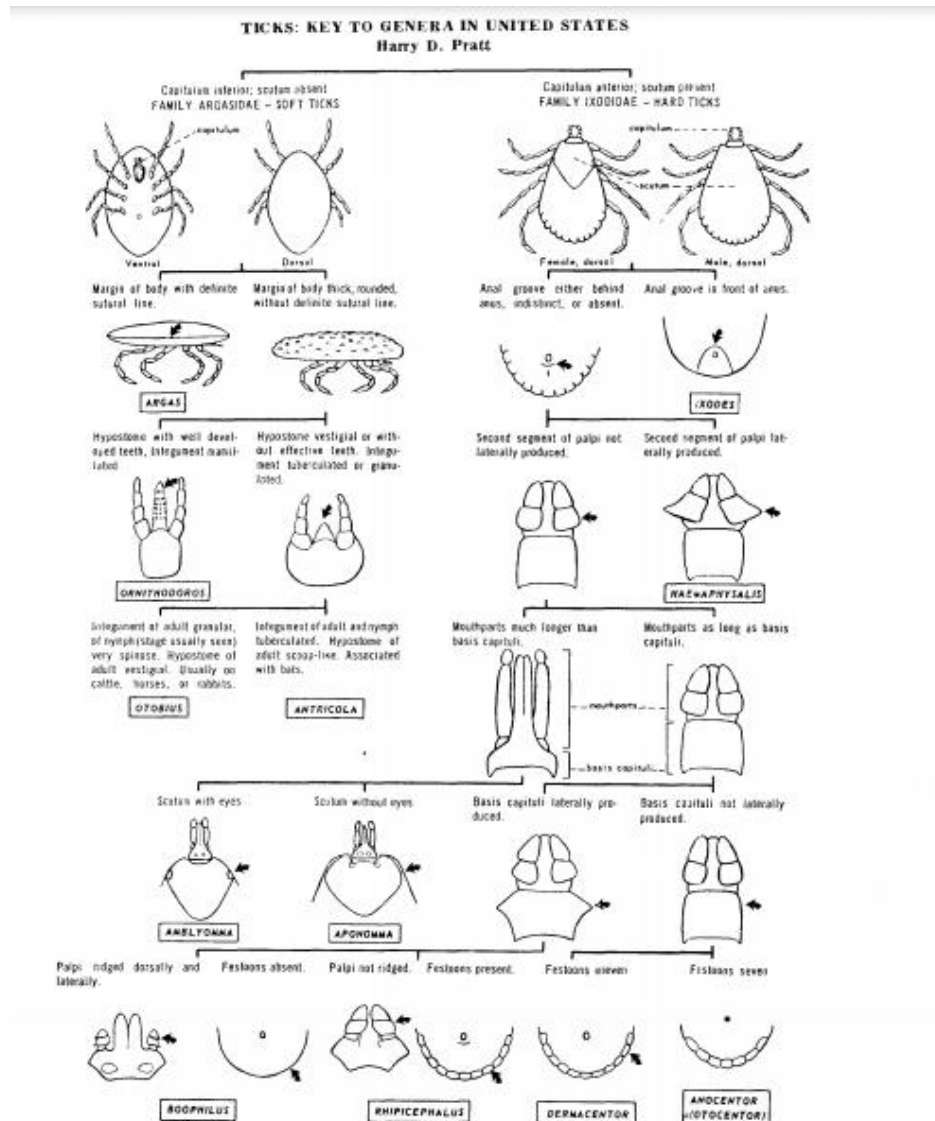 TICKS: KEY TO GENERA IN UNITED STATES
Harry D. Pratt
Capitulum inferior; scutum absent
FAMILY ARGASIDAE – SOFT TICKS
Capitulum anterior; scutum present
FAMILY IXODIDAE – HARD TICKS
capitulum
capitulum
scutum
Ventral
Dorsal
Female, dorsal
Male, dorsal
Margin of body with definite
sutural line.
Margin of body thick, rounded,
without definite sutural line.
Anal groove either behind
anus, indistinct, or absent.
Anal groove in front of anus.
ARGAS
IXODES
Hypostome with well devel-
Integument
Hypostome vestigial or with-
out effective teeth. Integu-
ment tuberculated or granu-
lated.
Second segment of palpi not
laterally produced.
Second segment of palpi lat-
erally produced.
ORNITHODOROS
HAEMAPHYSALIS
Integument of adult granular,
of nymph(stage usually seen)
very spinose. Hypostome of
adult vestigial. Usually on
cattle, horses, or rabbits.
Integument of adult and nymph
tuberculated. Hypostome of
adult scoop-like. Associated
with bats.
Mouthparts much longer than
basis capituli.
Mouthparts as long as basis
capituli.
OTOBIUS
ANTRICOLA
mouthparts
basis capituli
Scutum with eyes
Scutum without eyes
Basis capituli laterally pro-
duced.
Basis capituli not laterally
produced.
AMBLYOMMA
APONOMMA
Palpi ridged dorsally and
laterally.
Festoons absent.
Palpi not ridged.
Festoons present.
Festoons
Festoons seven
BOOPHILUS
RHIPICEPHALUS
DERMACENTOR
ANOCENTOR
=(OTOCENTOR)